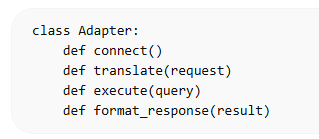 class Adapter:
    def connect()
    def translate(request)
    def execute(query)
    def format_response(result)